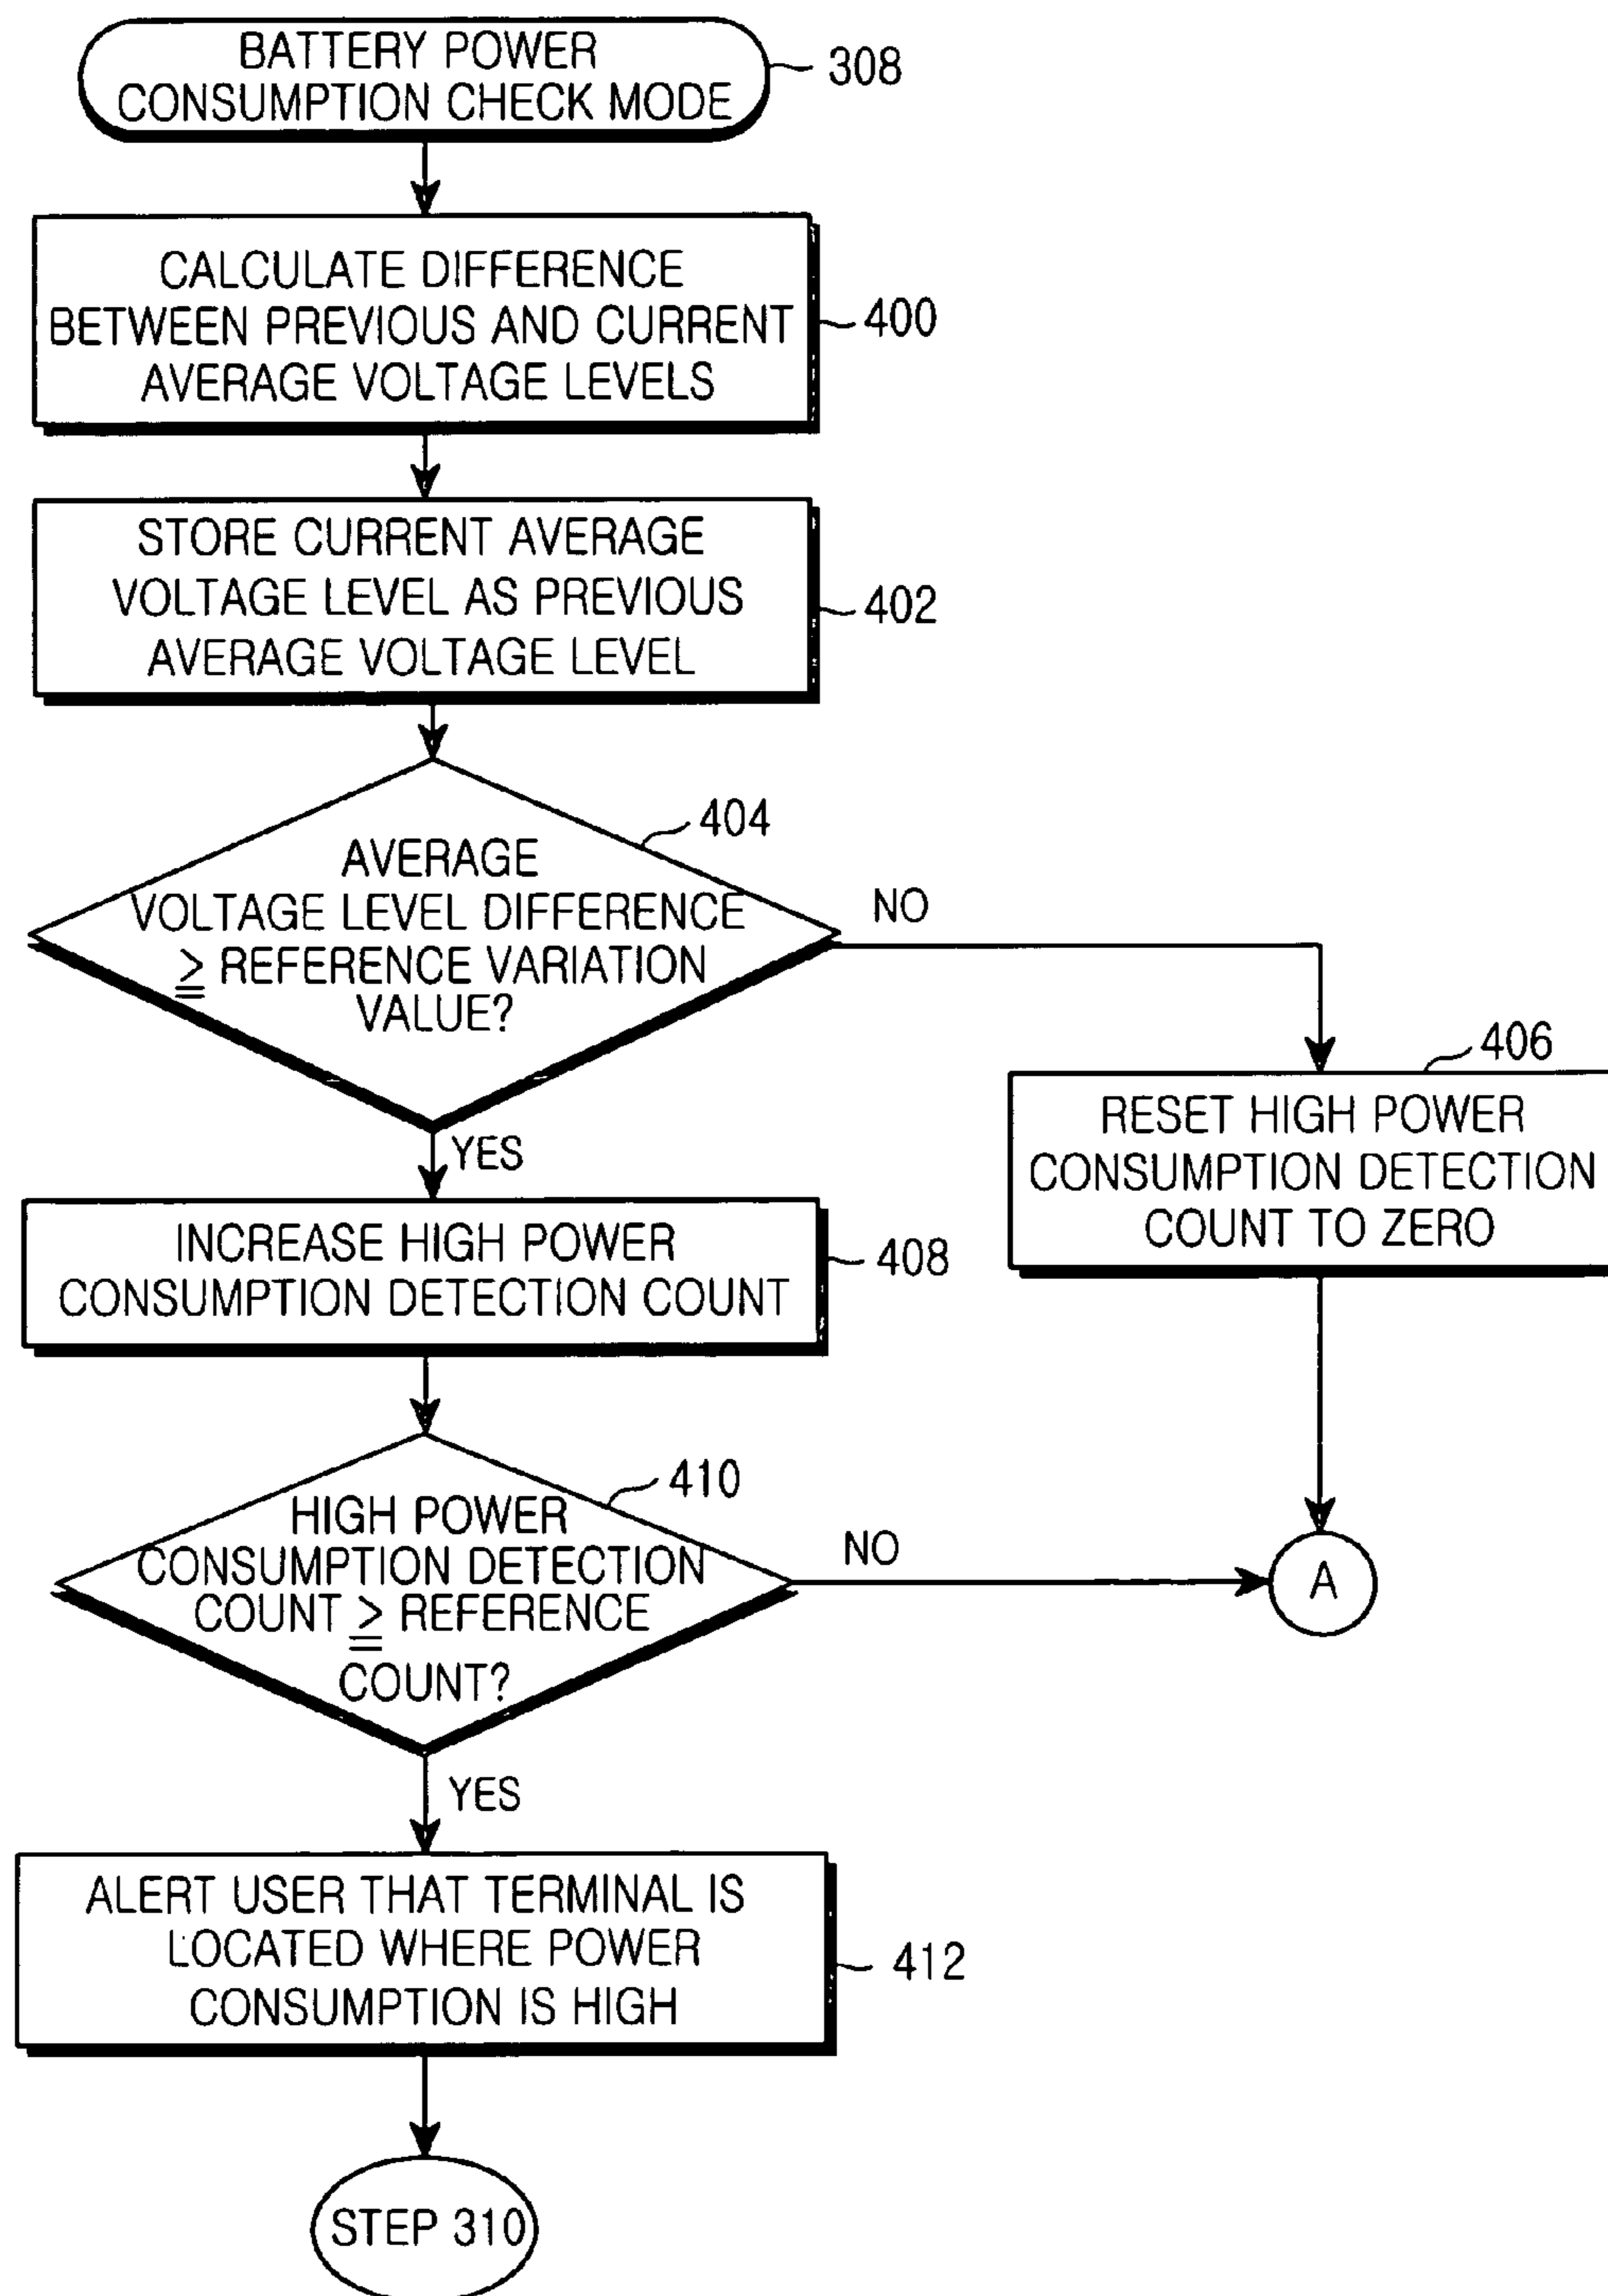 BATTERY POWER
CONSUMPTION CHECK MODE
308
CALCULATE DIFFERENCE
BETWEEN PREVIOUS AND CURRENT
AVERAGE VOLTAGE LEVELS
400
STORE CURRENT AVERAGE
VOLTAGE LEVEL AS PREVIOUS
AVERAGE VOLTAGE LEVEL
402
404
AVERAGE
VOLTAGE LEVEL DIFFERENCE
≧ REFERENCE VARIATION
VALUE?
NO
YES
406
RESET HIGH POWER
CONSUMPTION DETECTION
COUNT TO ZERO
INCREASE HIGH POWER
CONSUMPTION DETECTION COUNT
408
410
HIGH POWER
CONSUMPTION DETECTION
COUNT ≧ REFERENCE
COUNT?
NO
A
YES
ALERT USER THAT TERMINAL IS
LOCATED WHERE POWER
CONSUMPTION IS HIGH
412
STEP 310